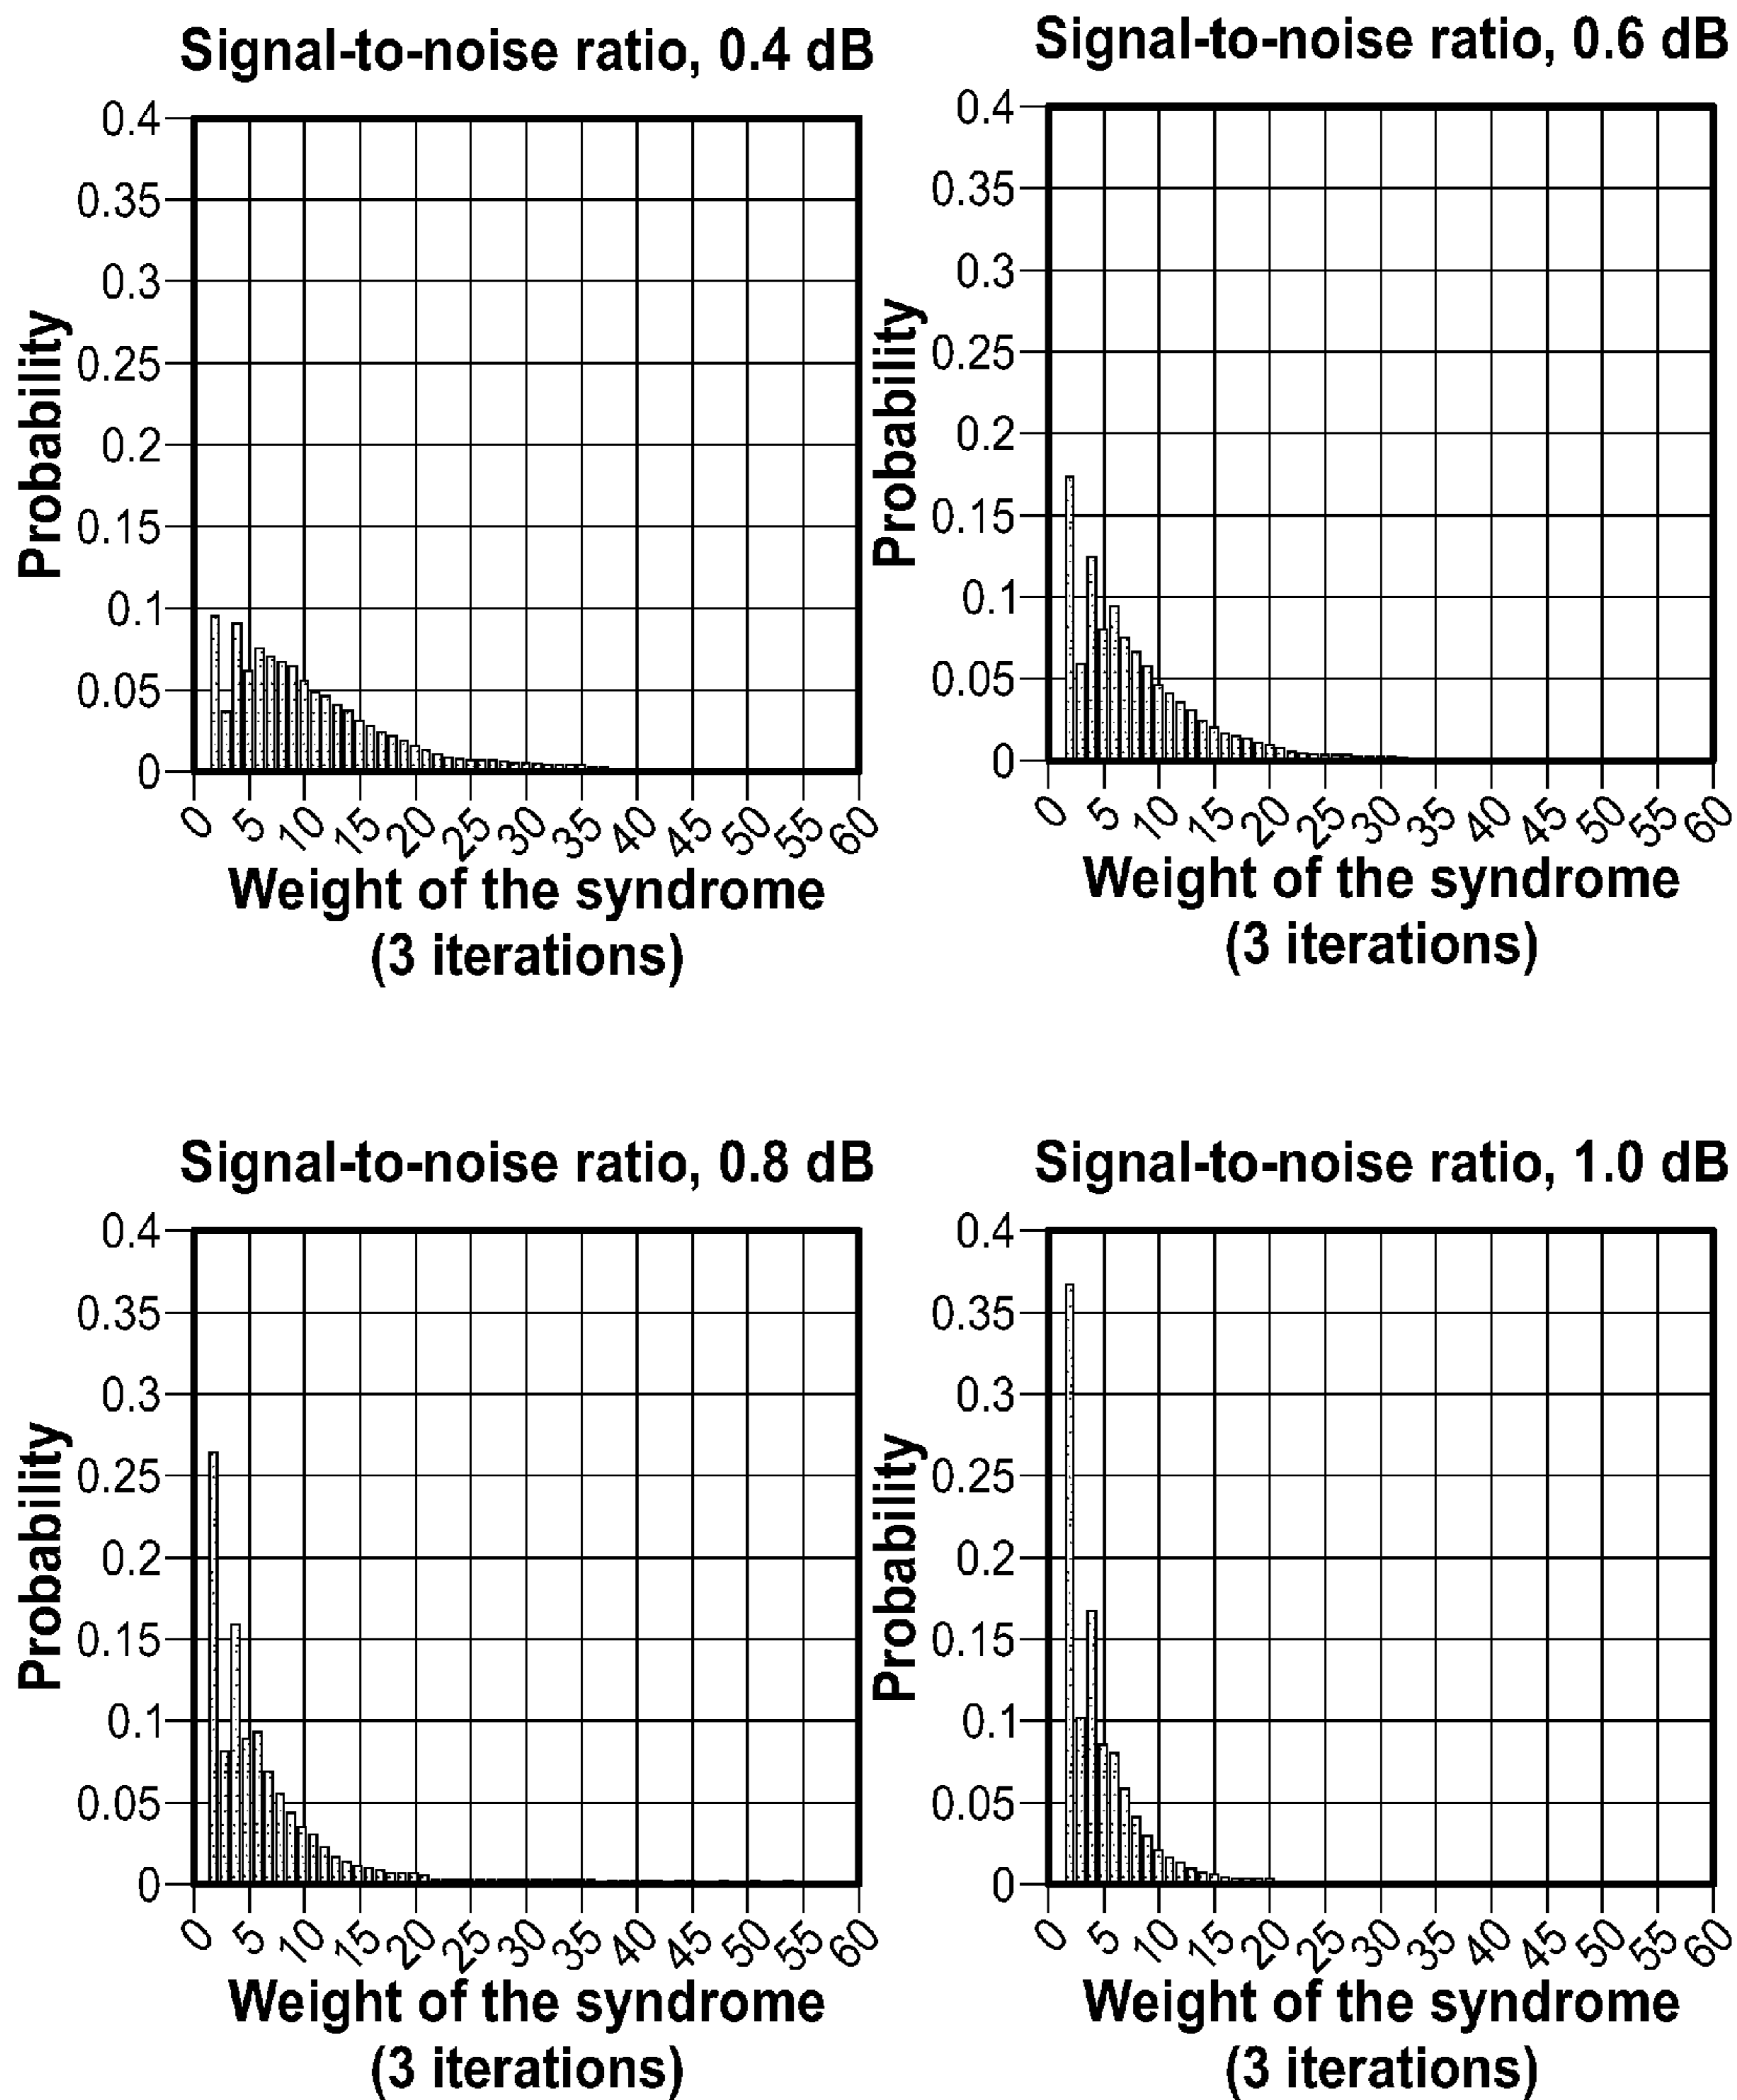 Signal-to-noise ratio, 0.4 dB
Probability
0.4
0.35
0.3
0.25
0.2
0.15
0.1
0.05
0
0 5 10 15 20 25 30 35 40 45 50 55 60
Weight of the syndrome
(3 iterations)
Signal-to-noise ratio, 0.6 dB
Probability
0.4
0.35
0.3
0.25
0.2
0.15
0.1
0.05
0
0 5 10 15 20 25 30 35 40 45 50 55 60
Weight of the syndrome
(3 iterations)
Signal-to-noise ratio, 0.8 dB
Probability
0.4
0.35
0.3
0.25
0.2
0.15
0.1
0.05
0
0 5 10 15 20 25 30 35 40 45 50 55 60
Weight of the syndrome
(3 iterations)
Signal-to-noise ratio, 1.0 dB
Probability
0.4
0.35
0.3
0.25
0.2
0.15
0.1
0.05
0
0 5 10 15 20 25 30 35 40 45 50 55 60
Weight of the syndrome
(3 iterations)